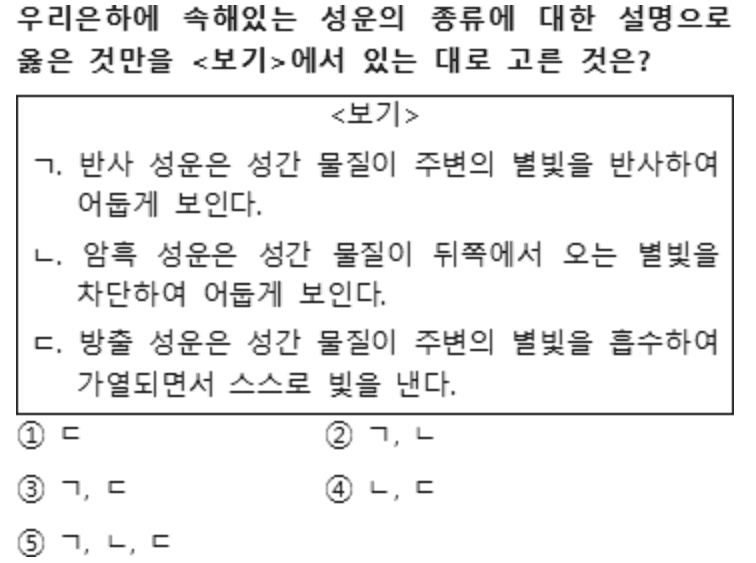 우리은하에 속해있는 성운의 종류에 대한 설명으로
옳은 것만을 <보기>에서 있는 대로 고른 것은?
<보기>
ㄱ. 반사 성운은 성간 물질이 주변의 별빛을 반사하여
어둡게 보인다.
ㄴ. 암흑 성운은 성간 물질이 뒤쪽에서 오는 별빛을
차단하여 어둡게 보인다.
ㄷ. 방출 성운은 성간 물질이 주변의 별빛을 흡수하여
가열되면서 스스로 빛을 낸다.
① ㄷ ② ㄱ, ㄴ
③ ㄱ, ㄷ ④ ㄴ, ㄷ
⑤ ㄱ, ㄴ, ㄷ